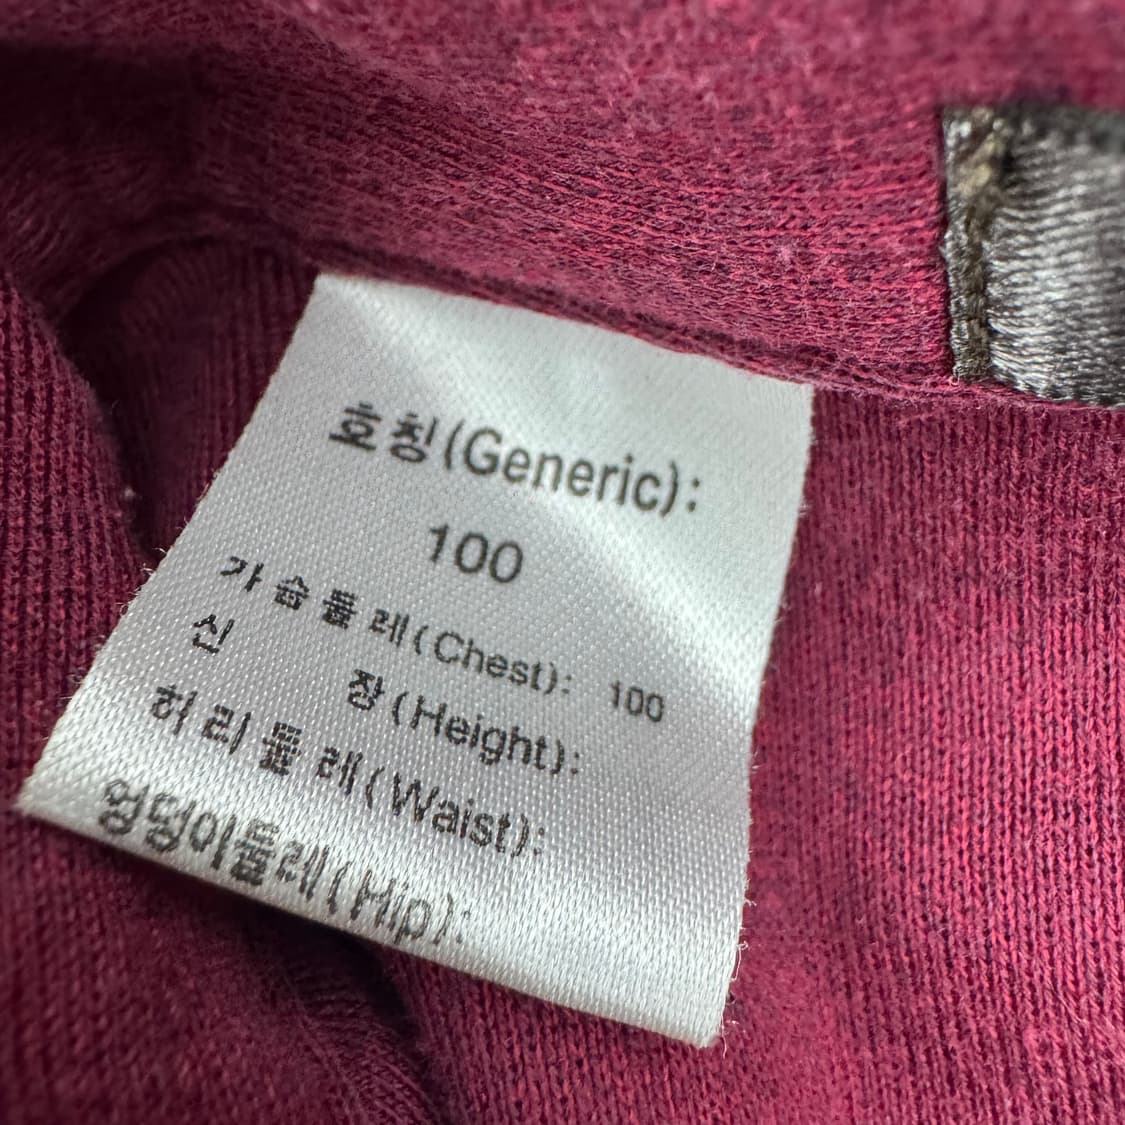 호칭(Generic):
100
가슴둘레(Chest): 100
신 장(Height):
허리둘레(Waist):
엉덩이둘레(Hip):